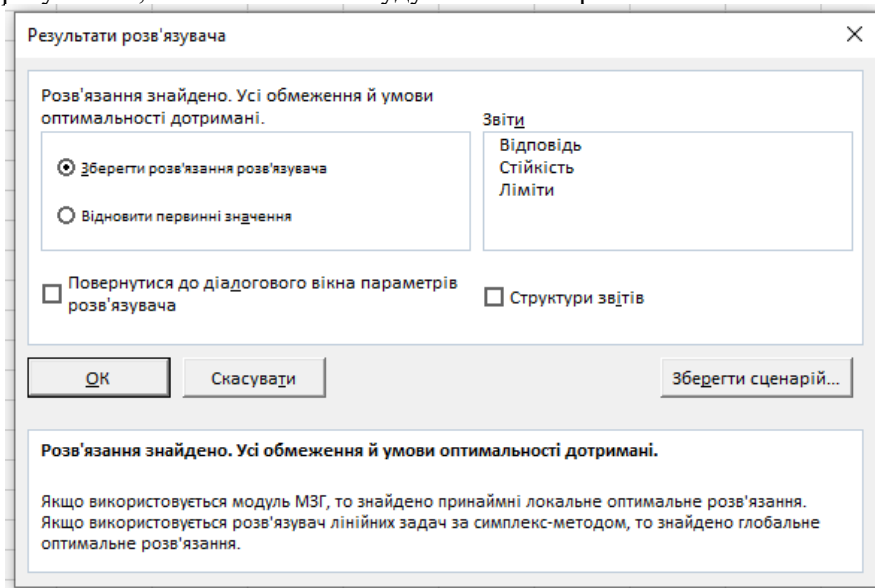 Результати розв'язувача
Розв'язання знайдено. Усі обмеження й умови
оптимальності дотримані.
Звіти
Відповідь
Стійкість
Ліміти
Зберегти розв'язання розв'язувача
Відновити первинні значення
Повернутися до діалогового вікна параметрів
розв'язувача
Структури звітів
ОК
Скасувати
Зберегти сценарій...
Розв'язання знайдено. Усі обмеження й умови оптимальності дотримані.
Якщо використовується модуль МЗГ, то знайдено принаймні локальне оптимальне розв'язання.
Якщо використовується розв'язувач лінійних задач за симплекс-методом, то знайдено глобальне
оптимальне розв'язання.